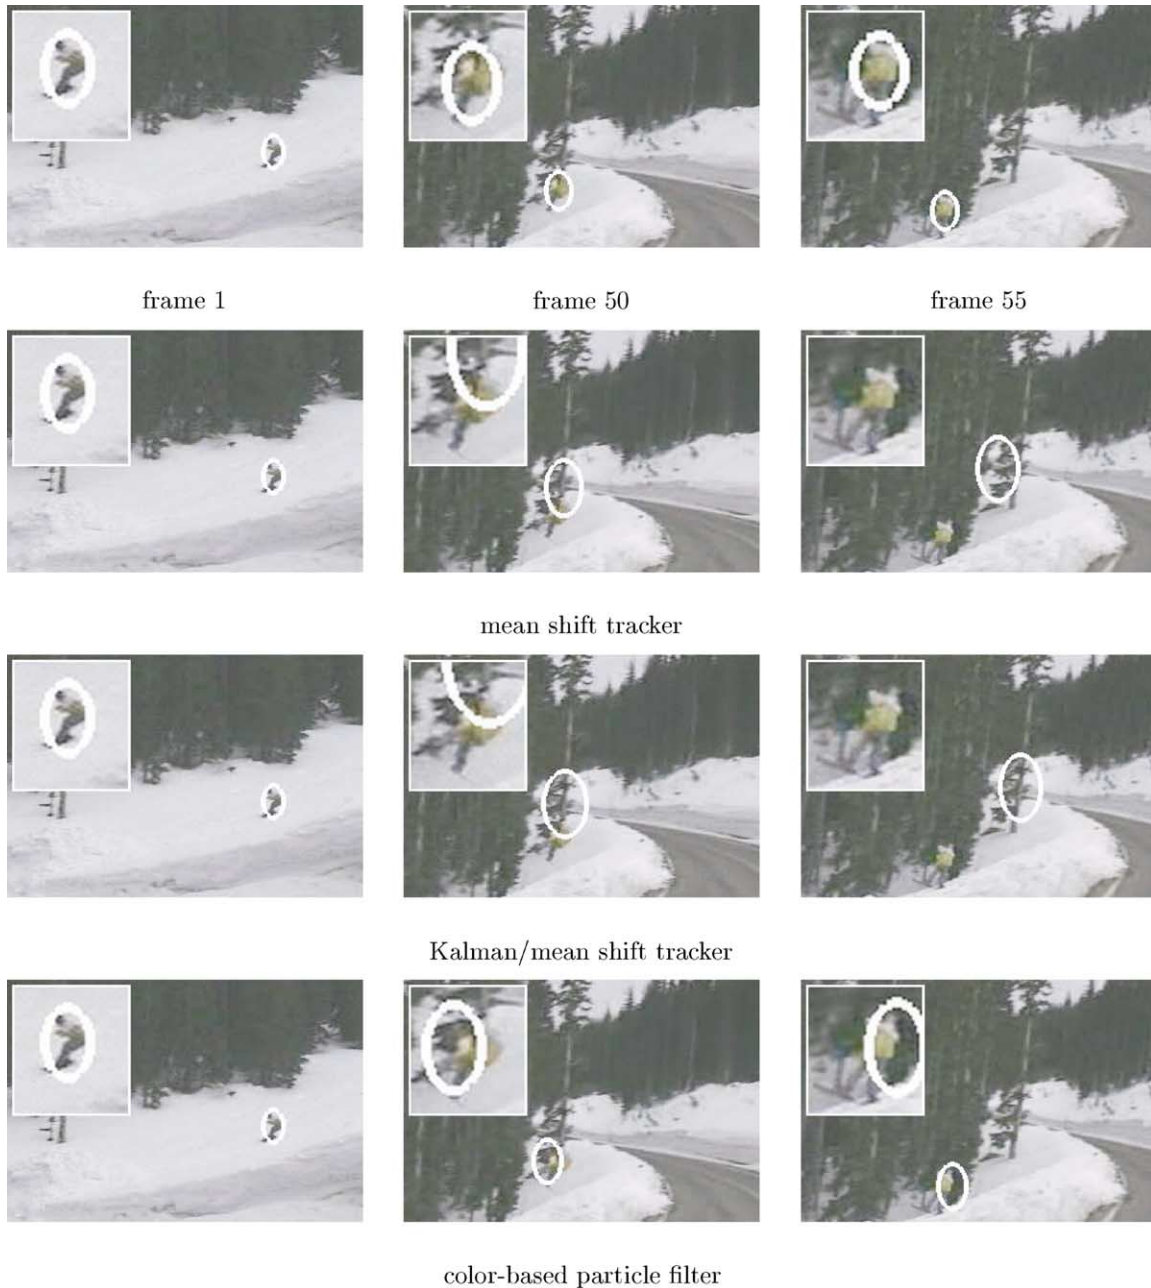 frame 1
frame 50
frame 55
mean shift tracker
Kalman/mean shift tracker
color-based particle filter